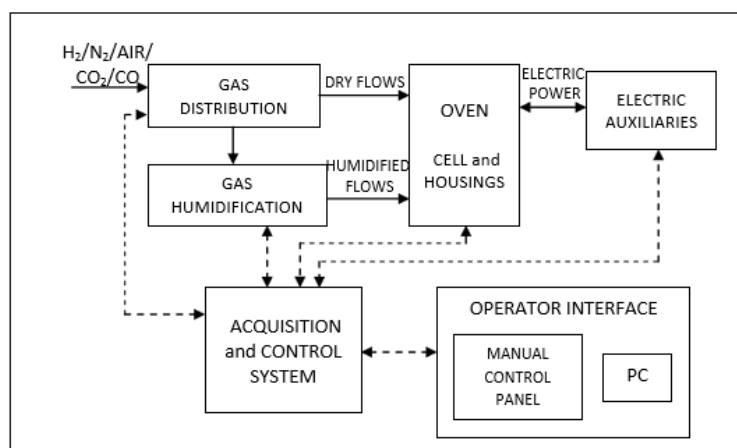 H₂/N₂/AIR/
CO₂/CO
GAS
DISTRIBUTION
DRY FLOWS
OVEN
CELL and
HOUSINGS
ELECTRIC
POWER
ELECTRIC
AUXILIARIES
GAS
HUMIDIFICATION
HUMIDIFIED
FLOWS
ACQUISITION
and CONTROL
SYSTEM
OPERATOR INTERFACE
MANUAL
CONTROL
PANEL
PC